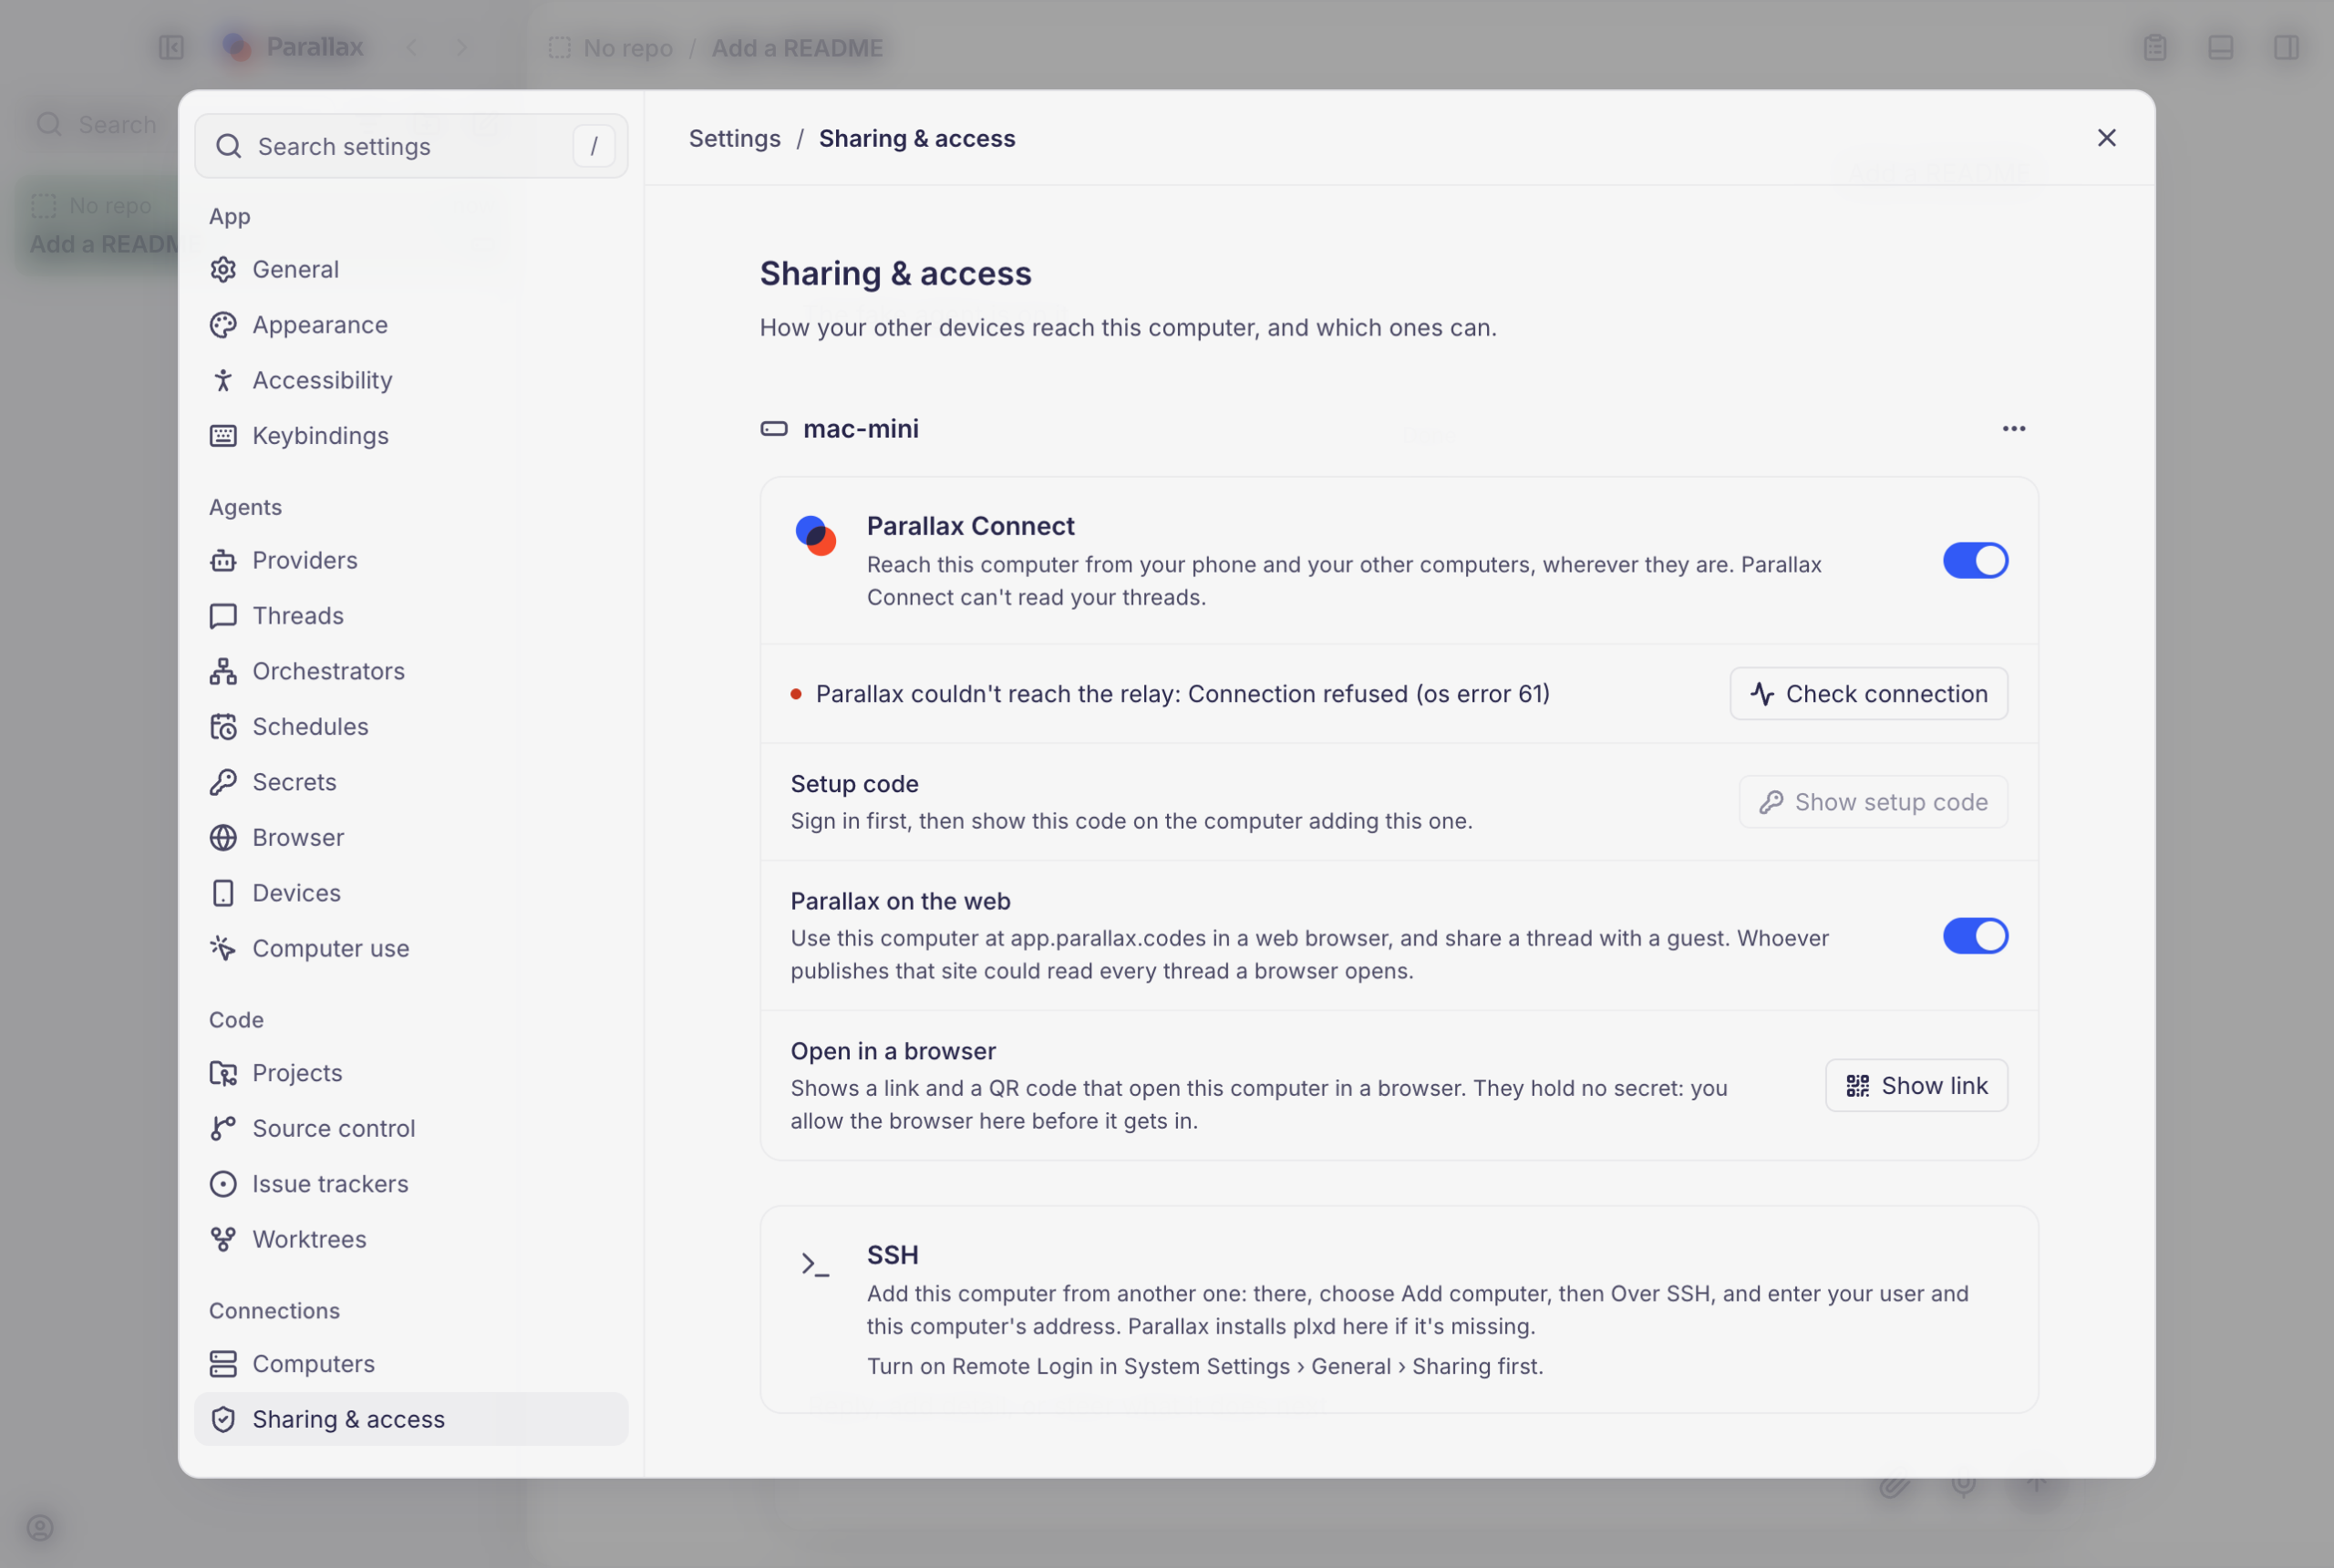 Parallax
No repo / Add a README
Search
No repo
Add a README
Search settings /
App
General
Appearance
Accessibility
Keybindings
Agents
Providers
Threads
Orchestrators
Schedules
Secrets
Browser
Devices
Computer use
Code
Projects
Source control
Issue trackers
Worktrees
Connections
Computers
Sharing & access
Settings / Sharing & access
Sharing & access
How your other devices reach this computer, and which ones can.
mac-mini
Parallax Connect
Reach this computer from your phone and your other computers, wherever they are. Parallax
Connect can't read your threads.
Parallax couldn't reach the relay: Connection refused (os error 61)
Check connection
Setup code
Sign in first, then show this code on the computer adding this one.
Show setup code
Parallax on the web
Use this computer at app.parallax.codes in a web browser, and share a thread with a guest. Whoever
publishes that site could read every thread a browser opens.
Open in a browser
Shows a link and a QR code that open this computer in a browser. They hold no secret: you
allow the browser here before it gets in.
Show link
SSH
Add this computer from another one: there, choose Add computer, then Over SSH, and enter your user and
this computer's address. Parallax installs plxd here if it's missing.
Turn on Remote Login in System Settings › General › Sharing first.